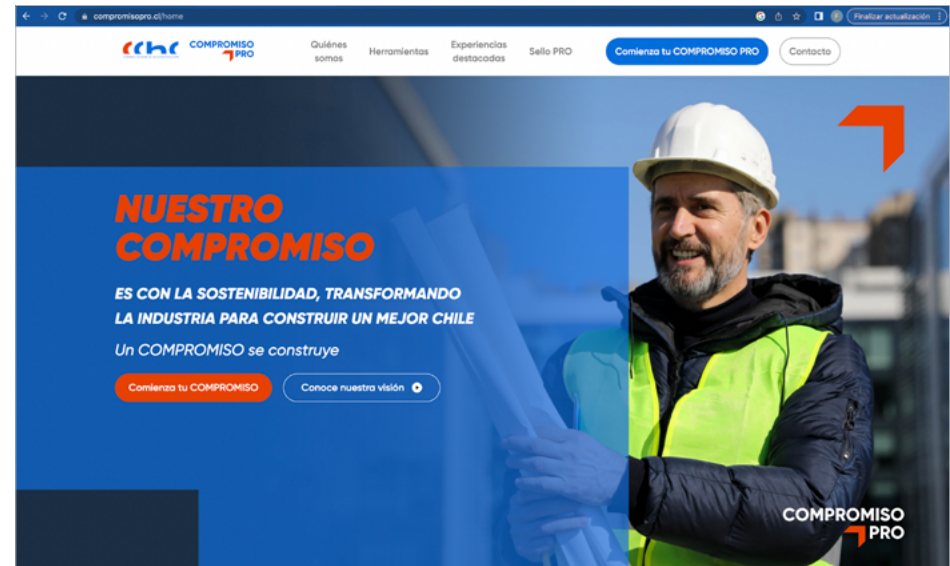 compromisopro.cl/home
Finalizar actualización
cchc
COMPROMISO
PRO
Quiénes
somos
Herramientas
Experiencias
destacadas
Sello PRO
Comienza tu COMPROMISO PRO
Contacto
NUESTRO
COMPROMISO
ES CON LA SOSTENIBILIDAD, TRANSFORMANDO
LA INDUSTRIA PARA CONSTRUIR UN MEJOR CHILE
Un COMPROMISO se construye
Comienza tu COMPROMISO
Conoce nuestra visión
COMPROMISO
PRO